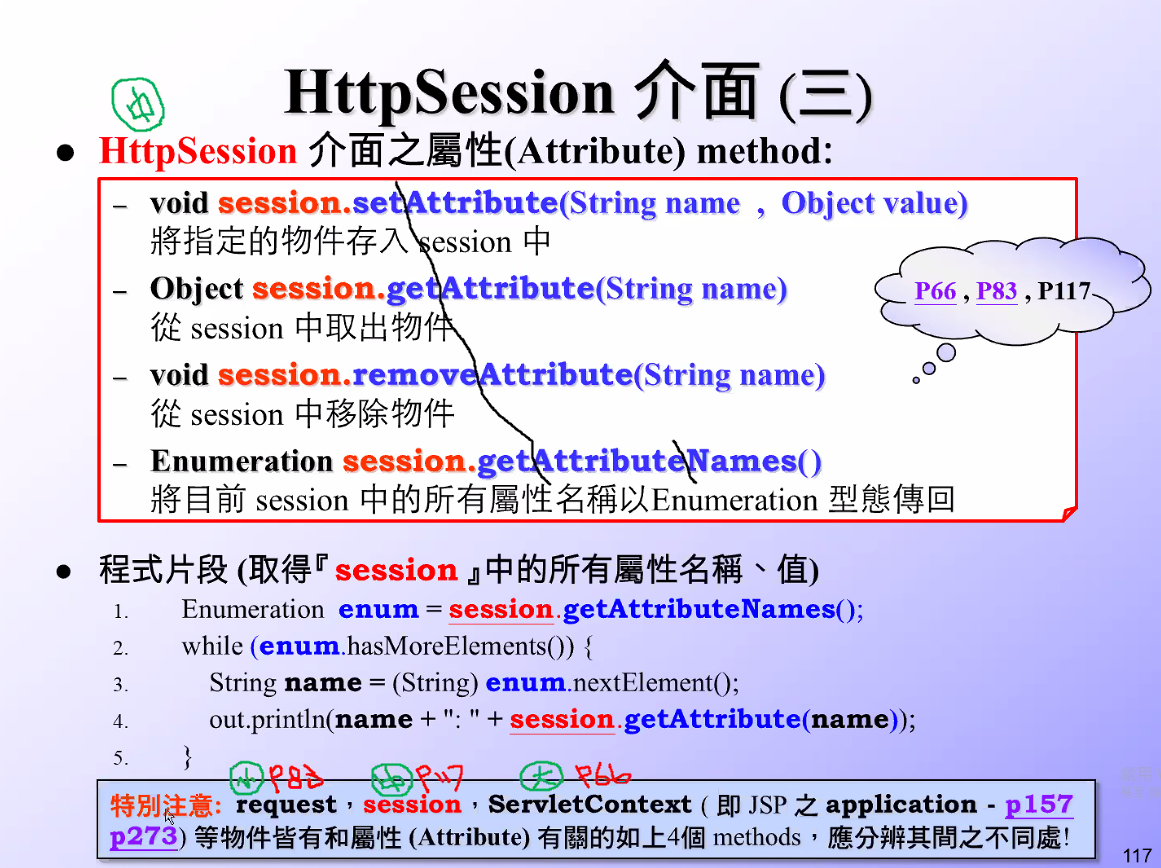 HttpSession 介面 (三)
中
● HttpSession 介面之屬性(Attribute) method:
– void session.setAttribute(String name , Object value)
將指定的物件存入 session 中
– Object session.getAttribute(String name)
從 session 中取出物件
P66 , P83 , P117
– void session.removeAttribute(String name)
從 session 中移除物件
– Enumeration session.getAttributeNames()
將目前 session 中的所有屬性名稱以Enumeration 型態傳回
● 程式片段 (取得『session』中的所有屬性名稱、值)
1. Enumeration enum = session.getAttributeNames();
2. while (enum.hasMoreElements()) {
3. String name = (String) enum.nextElement();
4. out.println(name + ": " + session.getAttribute(name));
5. }
小 P83 中 P117 大 P66
特別注意: request，session，ServletContext ( 即 JSP 之 application - p157
p273) 等物件皆有和屬性 (Attribute) 有關的如上4個 methods，應分辨其間之不同處!
117